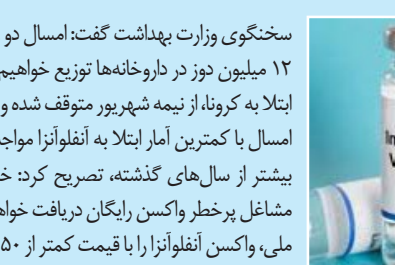 سخنگوی وزارت بهداشت گفت: امسال دو
۱۲ میلیون دوز در داروخانه‌ها توزیع خواهیم
ابتلا به کرونا، از نیمه شهریور متوقف شده و
امسال با کمترین آمار ابتلا به آنفلوآنزا مواج
بیشتر از سال‌های گذشته، تصریح کرد: خ
مشاغل پرخطر واکسن رایگان دریافت خواه
ملی، واکسن آنفلوآنزا را با قیمت کمتر از ۵۰
In
V